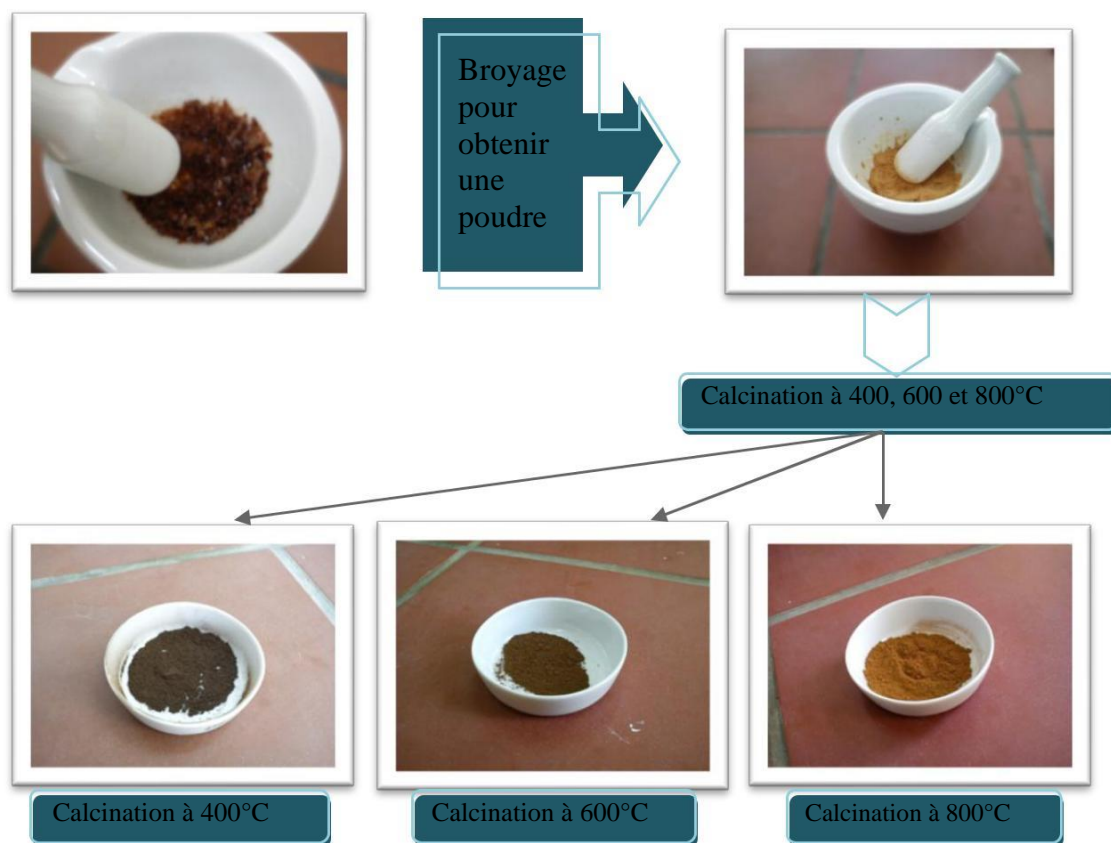 Broyage
pour
obtenir
une
poudre
Calcination à 400, 600 et 800°C
Calcination à 400°C
Calcination à 600°C
Calcination à 800°C